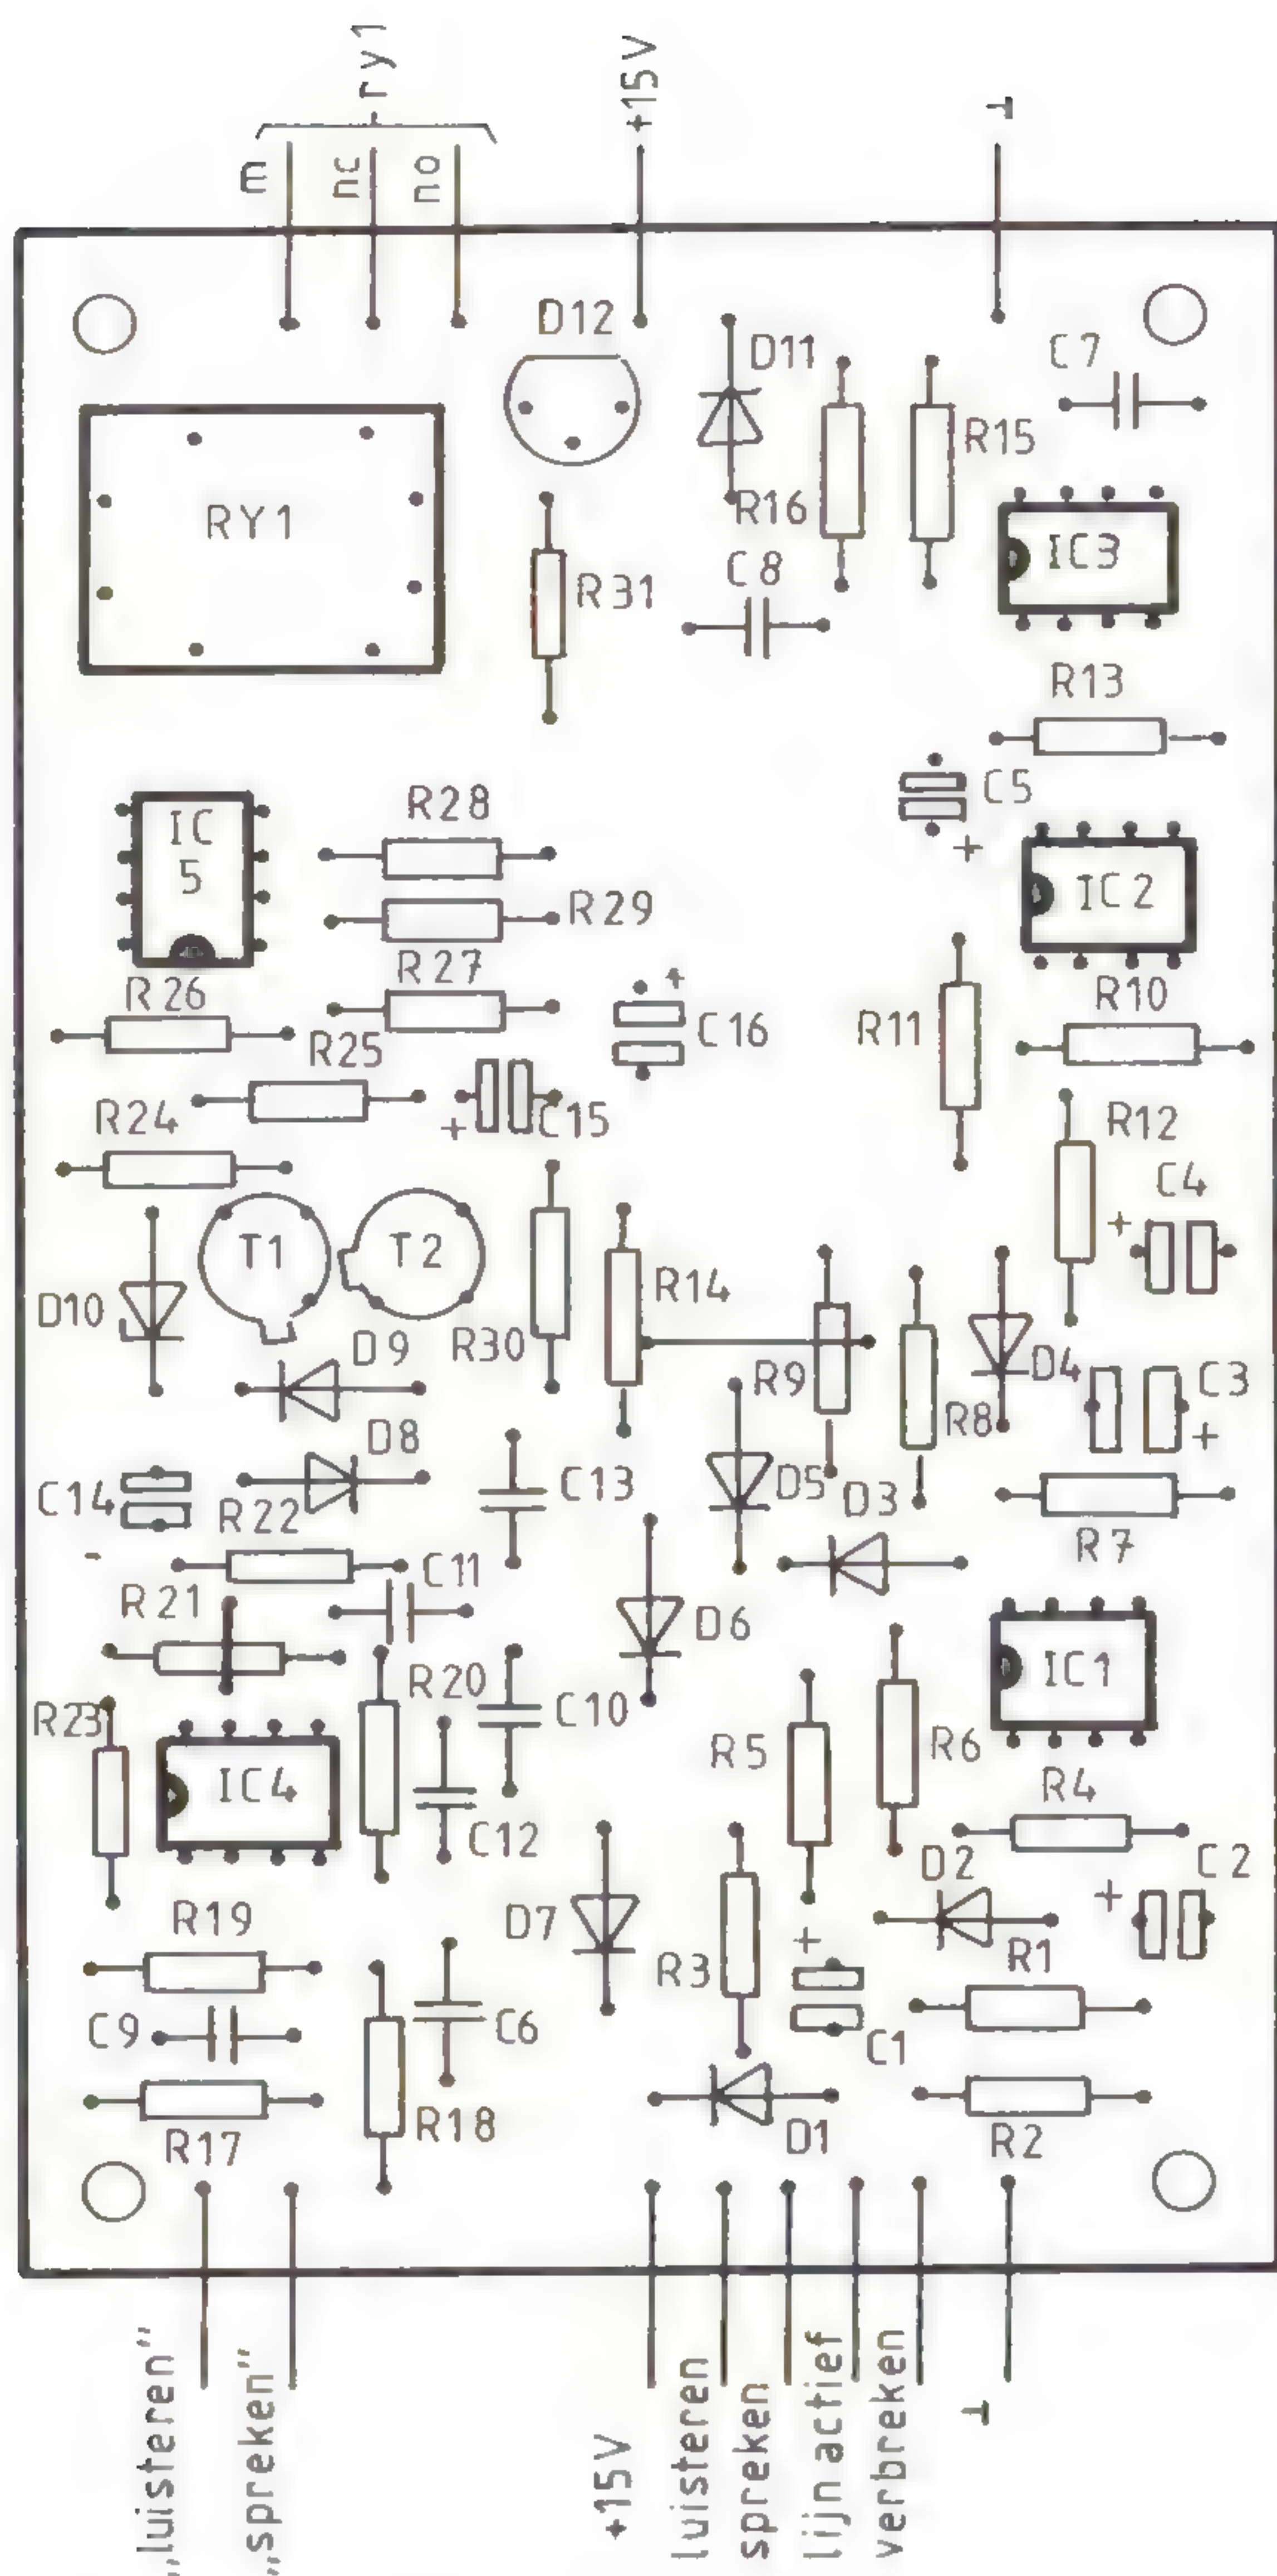 ry1
m
nc
no
+15V
⊥
D12
D11
C7
R15
R16
RY1
IC3
C8
R31
R13
C5
+
R28
IC
5
IC2
R29
R27
+
R26
R10
C16
R11
R25
C15
+
R24
R12
C4
+
T1
T2
R14
D10
R30
D9
R9
D4
C3
+
R8
D8
C13
D5
D3
C14
R22
R7
-
C11
R21
D6
IC1
R20
R23
C10
R5
R6
IC4
R4
C12
D2
C2
+
R19
D7
+
R3
R1
C9
C6
C1
R18
D1
R17
R2
„luisteren”
„spreken”
+15V
luisteren
spreken
lijn actief
verbreken
⊥